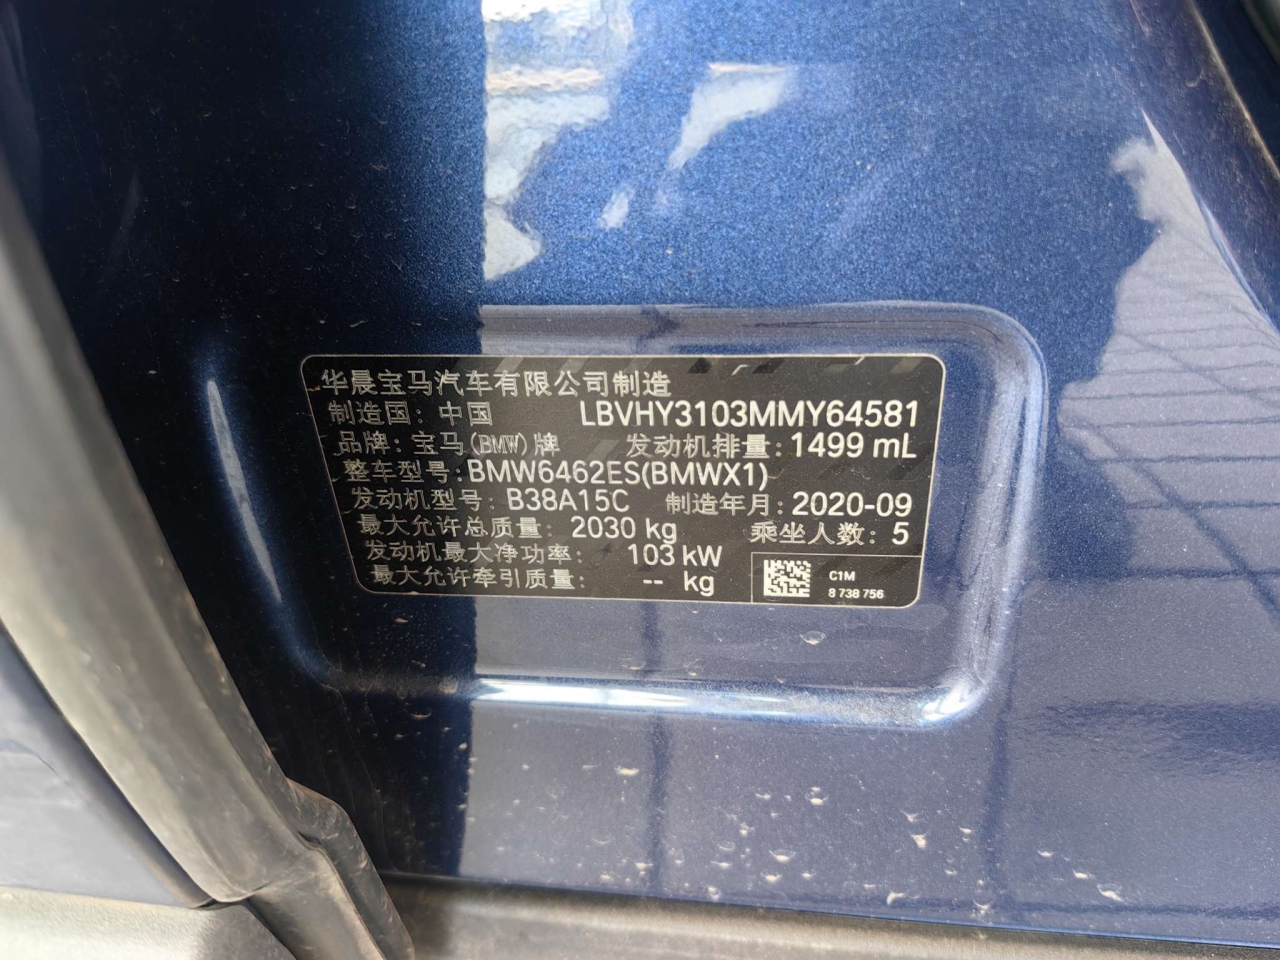 华晨宝马汽车有限公司制造
制造国: 中国 LBVHY3103MMY64581
品牌: 宝马(BMW)牌 发动机排量: 1499 mL
整车型号: BMW6462ES(BMWX1)
发动机型号: B38A15C 制造年月: 2020-09
最大允许总质量: 2030 kg 乘坐人数: 5
发动机最大净功率: 103 kW
最大允许牵引质量: -- kg
C1M
8 738 756